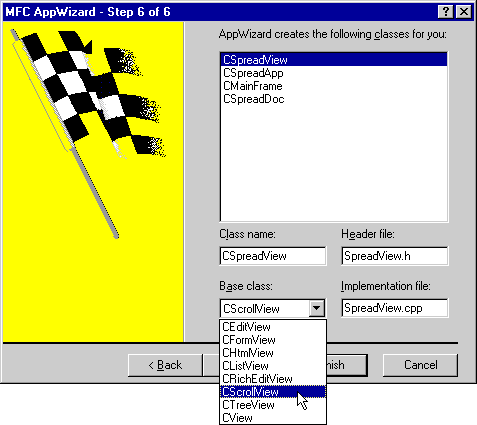 MFC AppWizard - Step 6 of 6
AppWizard creates the following classes for you:
CSpreadView
CSpreadApp
CMainFrame
CSpreadDoc
Class name:
Header file:
CSpreadView
SpreadView.h
Base class:
Implementation file:
CScrollView
SpreadView.cpp
CEditView
CFormView
CHtmlView
CListView
CRichEditView
CScrollView
CTreeView
CView
< Back
nish
Cancel